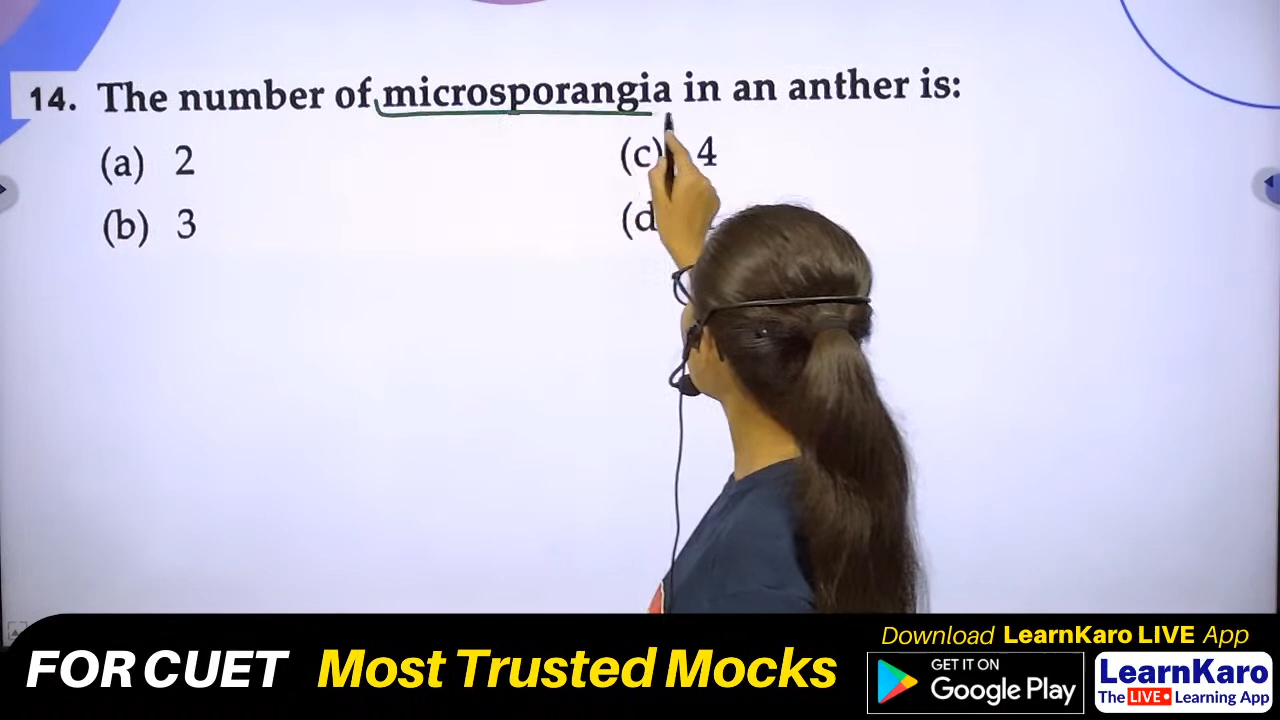 14. The number of microsporangia in an anther is:
(a) 2
(c) 4
(b) 3
(d
FOR CUET Most Trusted Mocks
Download LearnKaro LIVE App
GET IT ON
Google Play
LearnKaro
The LIVE Learning App